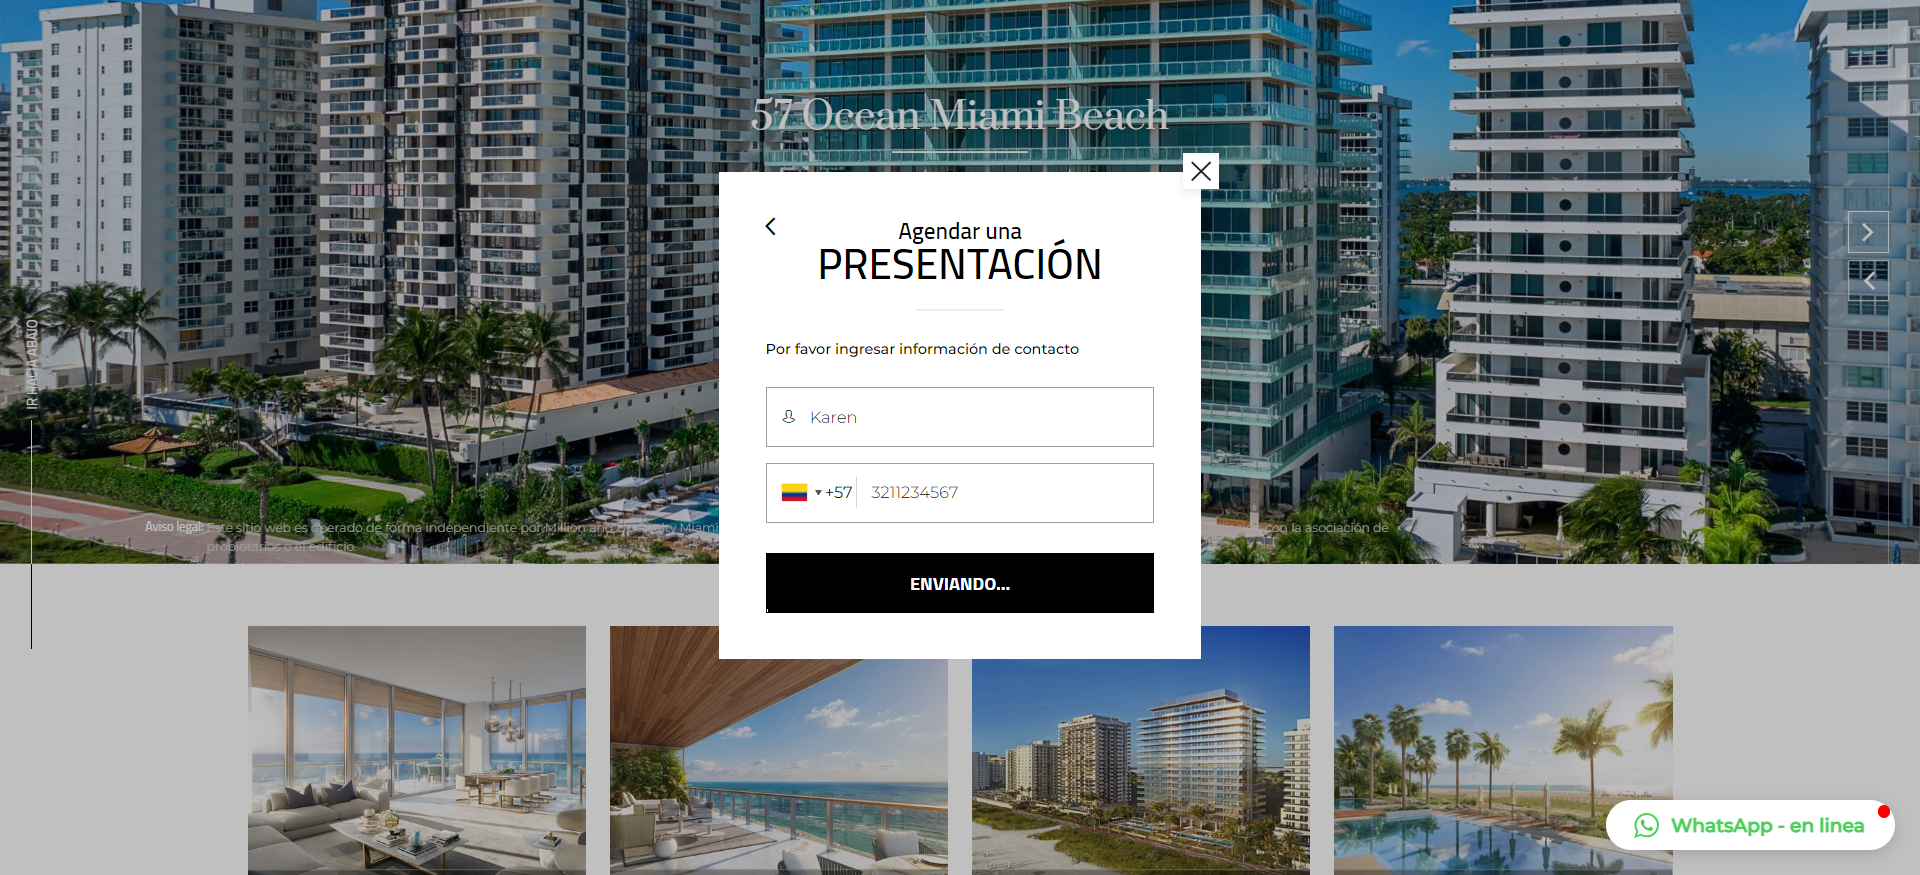 57 Ocean Miami Beach
Agendar una
PRESENTACIÓN
IR HACIA ABAJO
Por favor ingresar información de contacto
Karen
+57 3211234567
Aviso legal: Este sitio web es operado de forma independiente por Million and Up Realty Miami
con la asociación de
propietarios o el edificio.
ENVIANDO...
WhatsApp - en linea